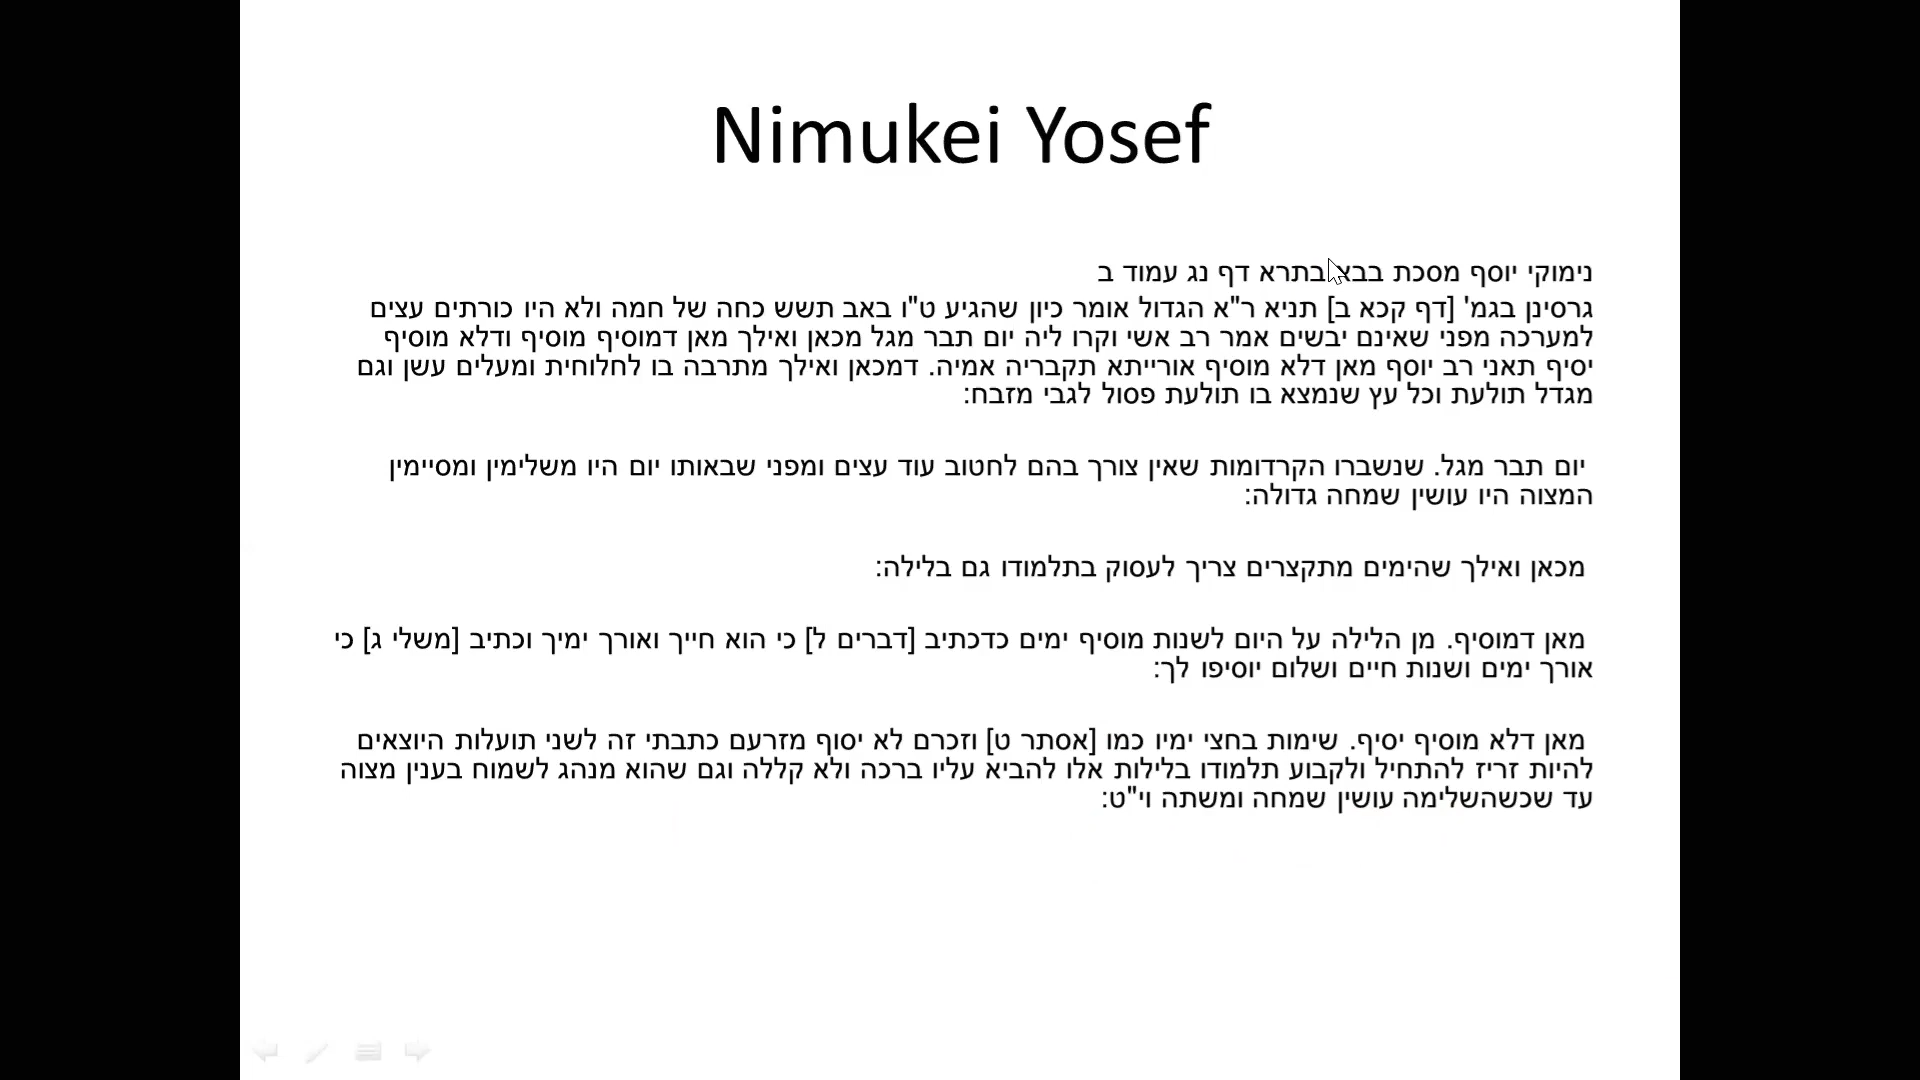 Nimukei Yosef
נימוקי יוסף מסכת בבא בתרא דף נג עמוד ב
גרסינן בגמ' [דף קכא ב] תניא ר"א הגדול אומר כיון שהגיע ט"ו באב תשש כחה של חמה ולא היו כורתים עצים
למערכה מפני שאינם יבשים אמר רב אשי וקרו ליה יום תבר מגל מכאן ואילך מאן דמוסיף מוסיף ודלא מוסיף
יסיף תאני רב יוסף מאן דלא מוסיף אורייתא תקבריה אמיה. דמכאן ואילך מתרבה בו לחלוחית ומעלים עשן וגם
מגדל תולעת וכל עץ שנמצא בו תולעת פסול לגבי מזבח:
יום תבר מגל. שנשברו הקרדומות שאין צורך בהם לחטוב עוד עצים ומפני שבאותו יום היו משלימין ומסיימין
המצוה היו עושין שמחה גדולה:
מכאן ואילך שהימים מתקצרים צריך לעסוק בתלמודו גם בלילה:
מאן דמוסיף. מן הלילה על היום לשנות מוסיף ימים כדכתיב [דברים ל] כי הוא חייך ואורך ימיך וכתיב [משלי ג] כי
אורך ימים ושנות חיים ושלום יוסיפו לך:
מאן דלא מוסיף יסיף. שימות בחצי ימיו כמו [אסתר ט] וזכרם לא יסוף מזרעם כתבתי זה לשני תועלות היוצאים
להיות זריז להתחיל ולקבוע תלמודו בלילות אלו להביא עליו ברכה ולא קללה וגם שהוא מנהג לשמוח בענין מצוה
עד שכשהשלימה עושין שמחה ומשתה וי"ט: